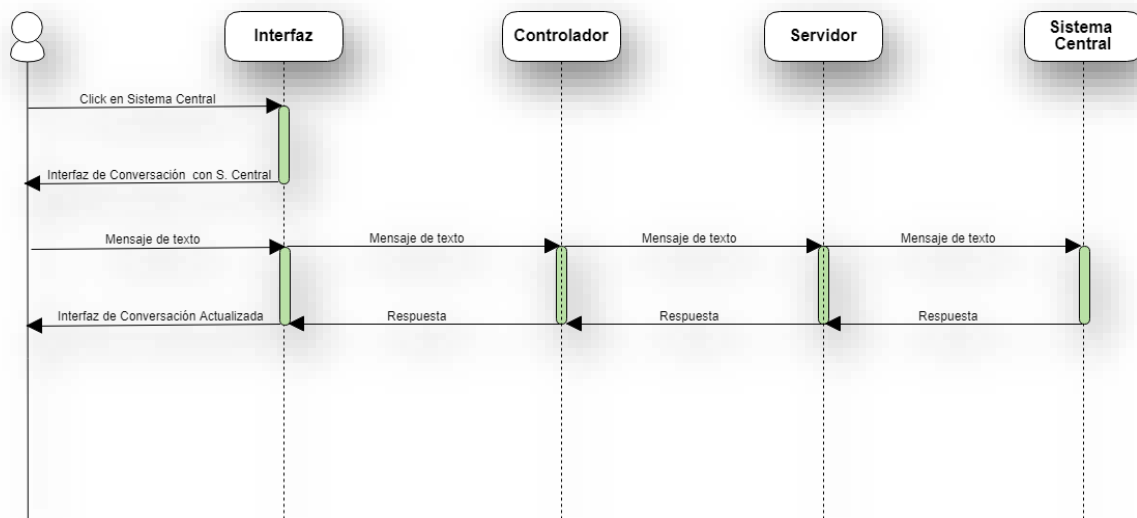 Interfaz
Controlador
Servidor
Sistema
Central
Click en Sistema Central
Interfaz de Conversación con S. Central
Mensaje de texto
Mensaje de texto
Mensaje de texto
Mensaje de texto
Interfaz de Conversación Actualizada
Respuesta
Respuesta
Respuesta